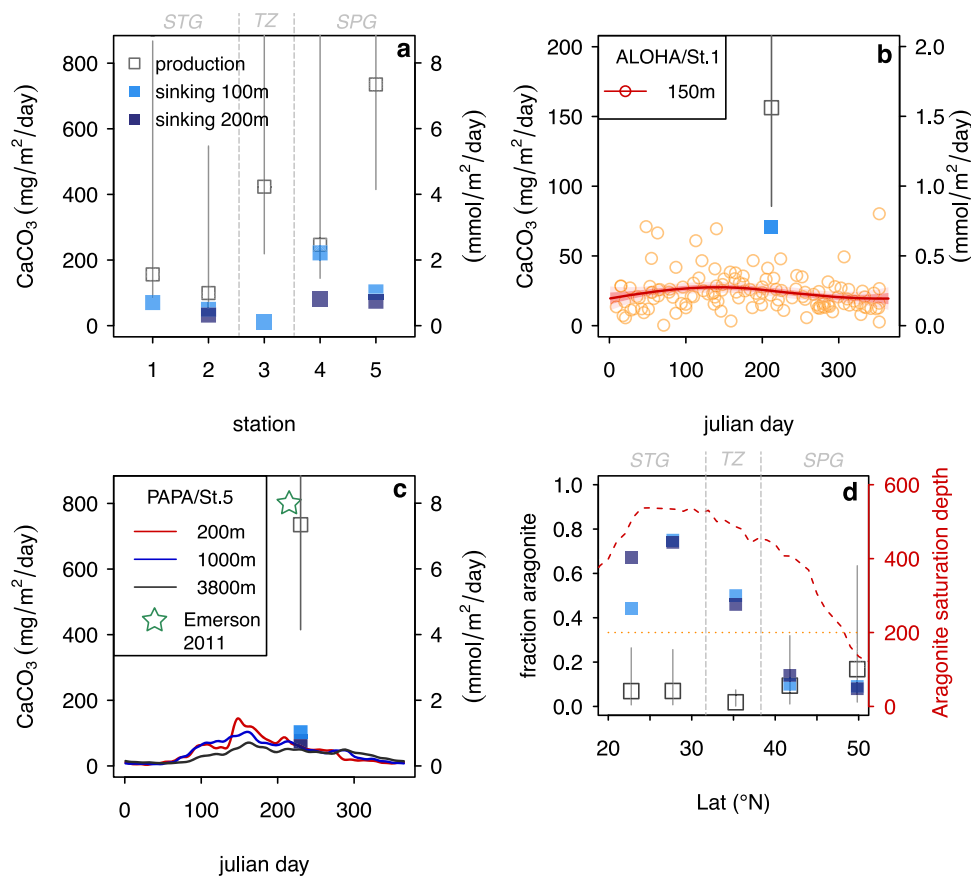 STG TZ SPG
a
production
sinking 100m
sinking 200m
CaCO3 (mg/m2/day)
0 200 400 600 800
(mmol/m2/day)
0 2 4 6 8
1 2 3 4 5
station
b
ALOHA/St.1
150m
CaCO3 (mg/m2/day)
0 50 100 150 200
(mmol/m2/day)
0.0 0.5 1.0 1.5 2.0
0 100 200 300
julian day
c
PAPA/St.5
200m
1000m
3800m
Emerson
2011
CaCO3 (mg/m2/day)
0 200 400 600 800
(mmol/m2/day)
0 2 4 6 8
0 100 200 300
julian day
STG TZ SPG
d
fraction aragonite
0.0 0.2 0.4 0.6 0.8 1.0
Aragonite saturation depth
0 200 400 600
20 30 40 50
Lat (°N)